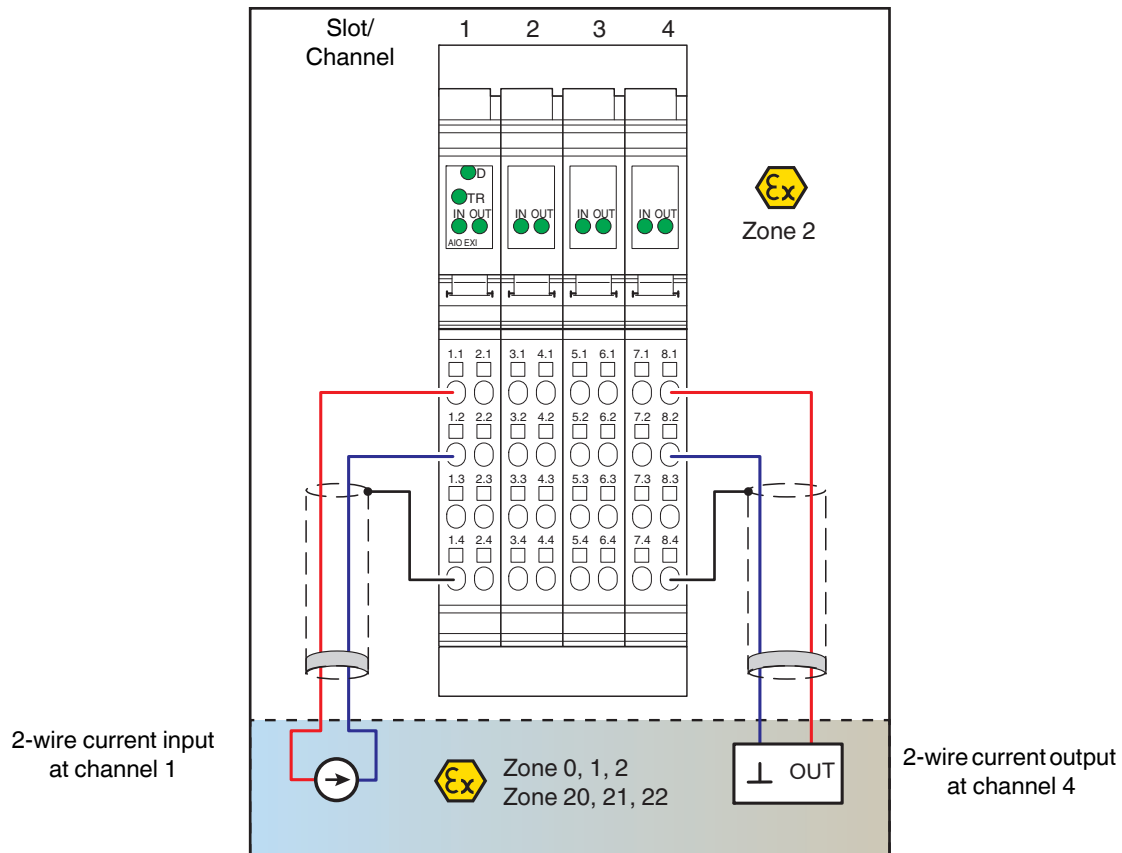 Slot/
Channel
1 2 3 4
D
TR
IN OUT IN OUT IN OUT IN OUT
AIO EXI
Ex
Zone 2
1.1 2.1 3.1 4.1 5.1 6.1 7.1 8.1
1.2 2.2 3.2 4.2 5.2 6.2 7.2 8.2
1.3 2.3 3.3 4.3 5.3 6.3 7.3 8.3
1.4 2.4 3.4 4.4 5.4 6.4 7.4 8.4
2-wire current input
at channel 1
Ex
Zone 0, 1, 2
Zone 20, 21, 22
OUT
2-wire current output
at channel 4